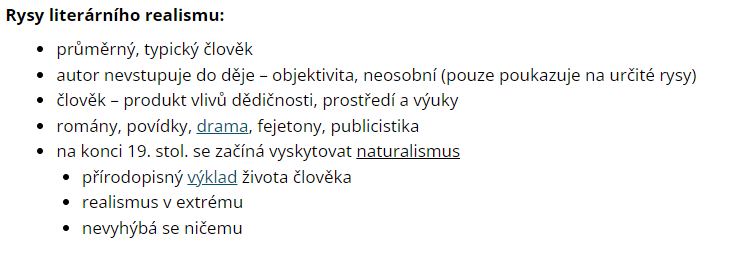 Rysy literárního realismu:
průměrný, typický člověk
autor nevstupuje do děje – objektivita, neosobní (pouze poukazuje na určité rysy)
člověk – produkt vlivů dědičnosti, prostředí a výuky
romány, povídky, drama, fejetony, publicistika
na konci 19. stol. se začíná vyskytovat naturalismus
přírodopisný výklad života člověka
realismus v extrému
nevyhýbá se ničemu